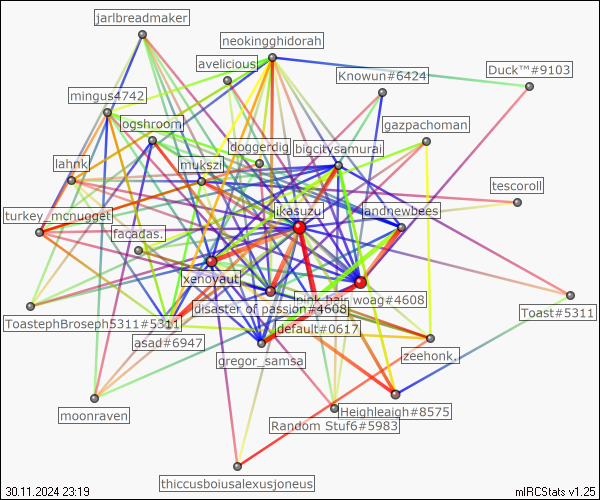 jarlbreadmaker
neokingghidorah
avelicious
Knowun#6424
Duck™#9103
mingus4742
ogshroom
gazpachoman
doggerdig
bigcitysamurai
lahnk
mukszi
tescoroll
turkey_mcnugget
ikasuzu
andnewbees
facadas.
xenoyaut
pink hair woag#4608
disaster of passion#4608
Toast#5311
ToastephBroseph5311#5311
default#0617
asad#6947
zeehonk.
gregor_samsa
moonraven
Heighleaigh#8575
Random Stuf6#5983
thiccusboiusalexusjoneus
30.11.2024 23:19
mIRCStats v1.25